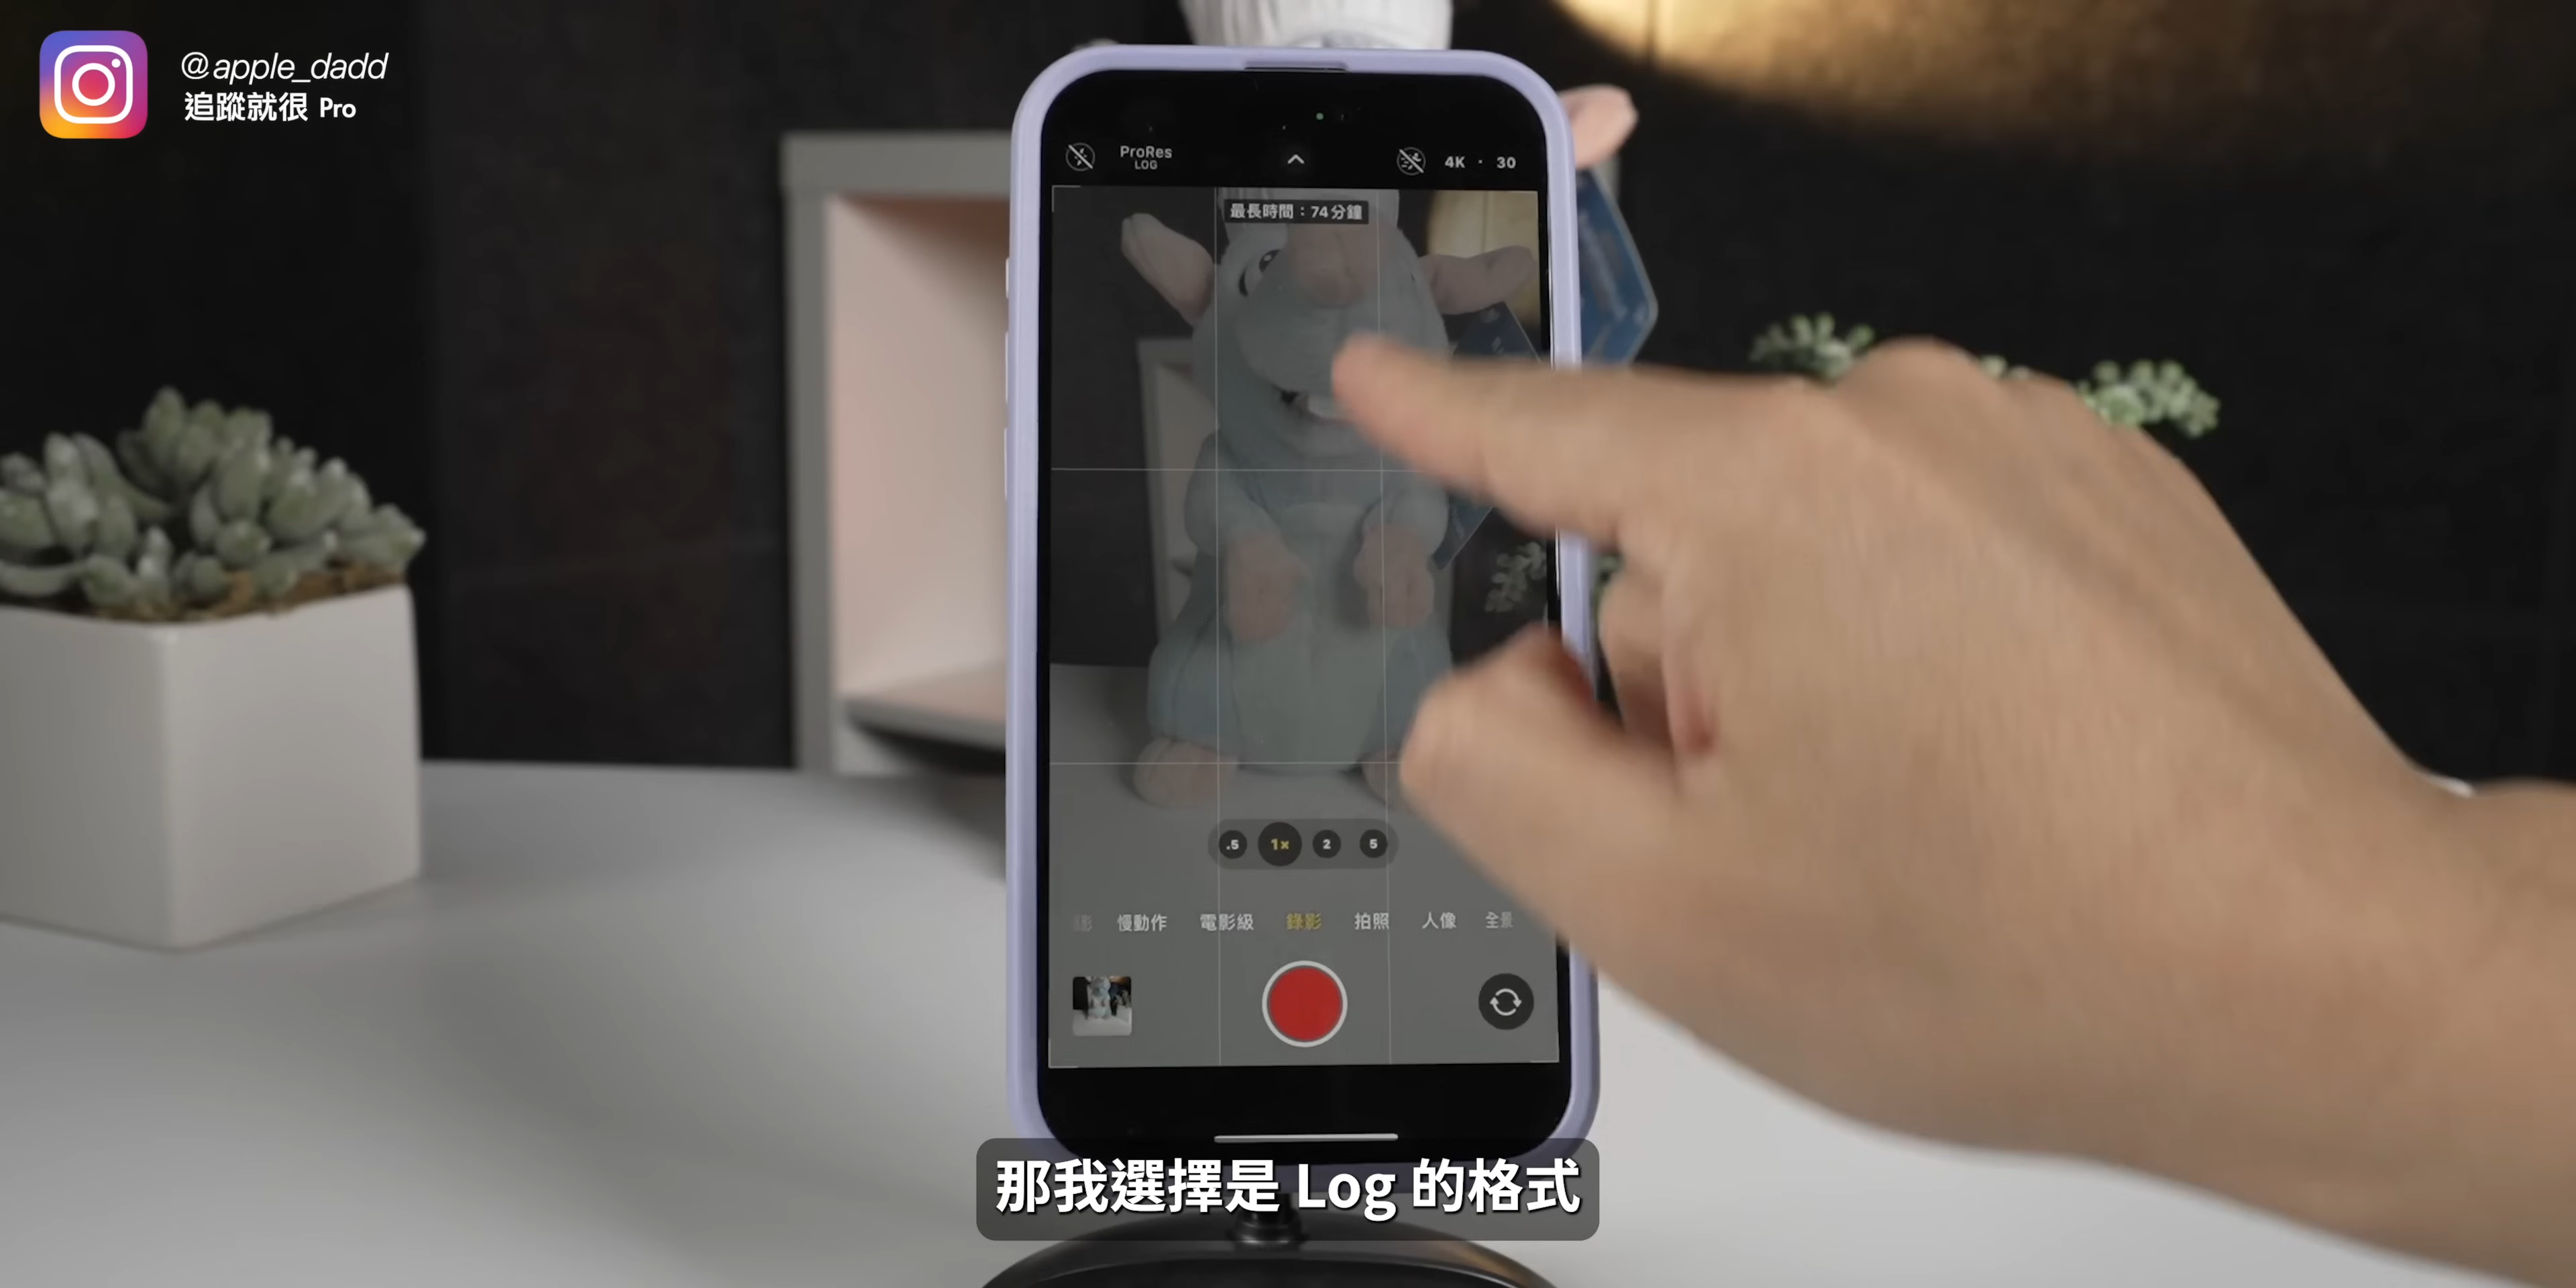 @apple_dadd
追蹤就很 Pro
ProRes
LOG
4K · 30
最長時間：74分鐘
.5 1x 2 5
慢動作 電影級 錄影 拍照 人像 全景
那我選擇是 Log 的格式